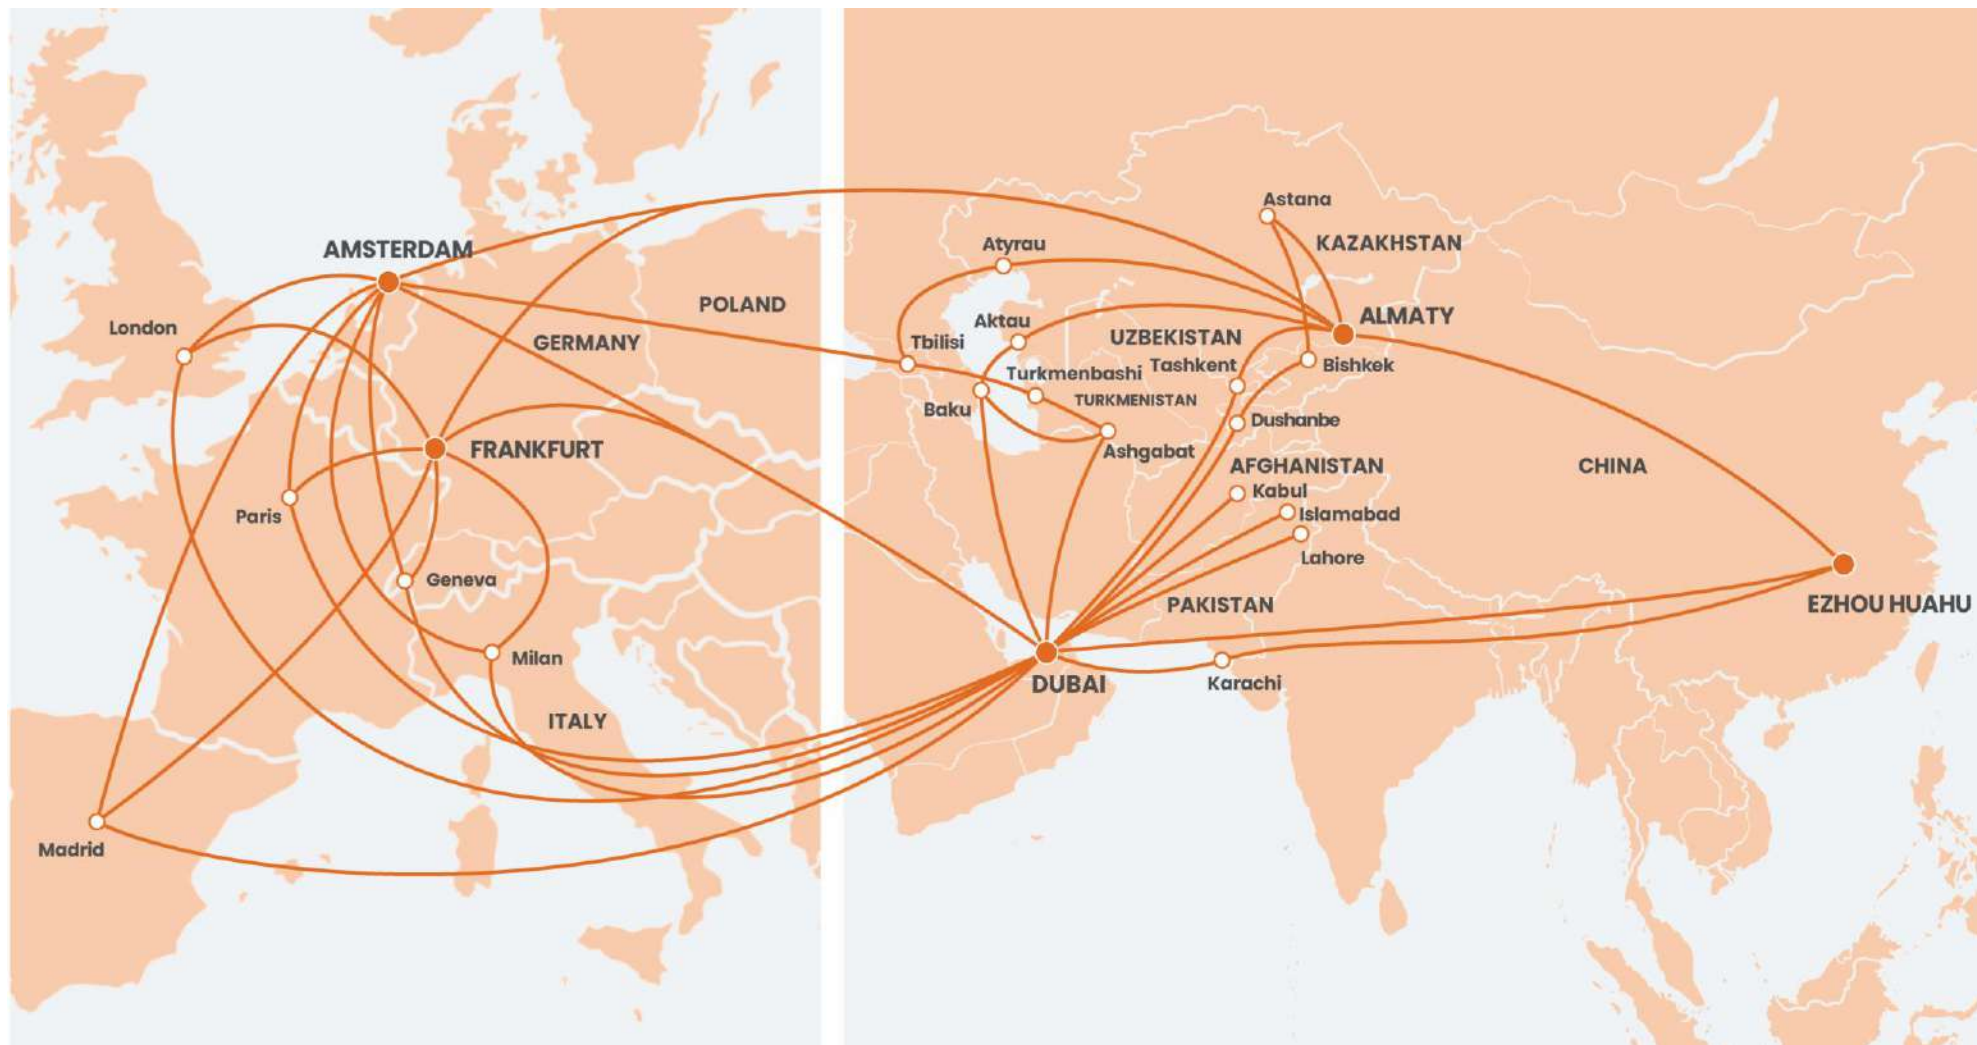 AMSTERDAM
London
POLAND
GERMANY
FRANKFURT
Paris
Geneva
Milan
ITALY
Madrid
Astana
KAZAKHSTAN
Atyrau
ALMATY
Aktau
UZBEKISTAN
Tbilisi
Tashkent
Bishkek
Turkmenbashi
TURKMENISTAN
Baku
Dushanbe
Ashgabat
AFGHANISTAN
CHINA
Kabul
Islamabad
Lahore
PAKISTAN
EZHOU HUAHU
DUBAI
Karachi